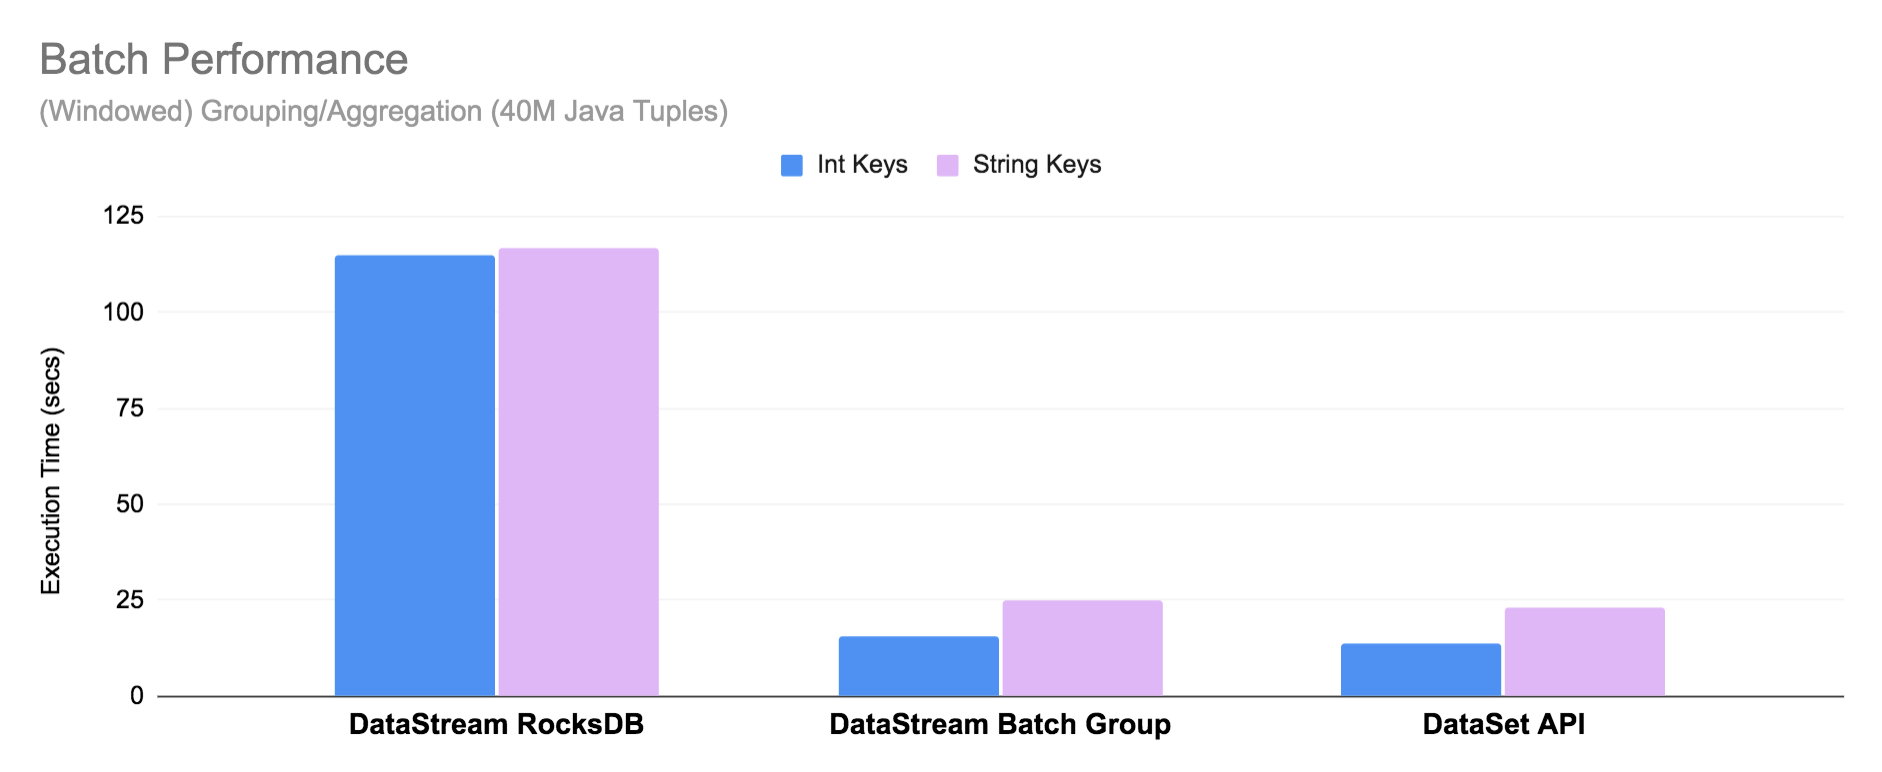 Batch Performance
(Windowed) Grouping/Aggregation (40M Java Tuples)
Int Keys
String Keys
Execution Time (secs)
125
100
75
50
25
0
DataStream RocksDB
DataStream Batch Group
DataSet API